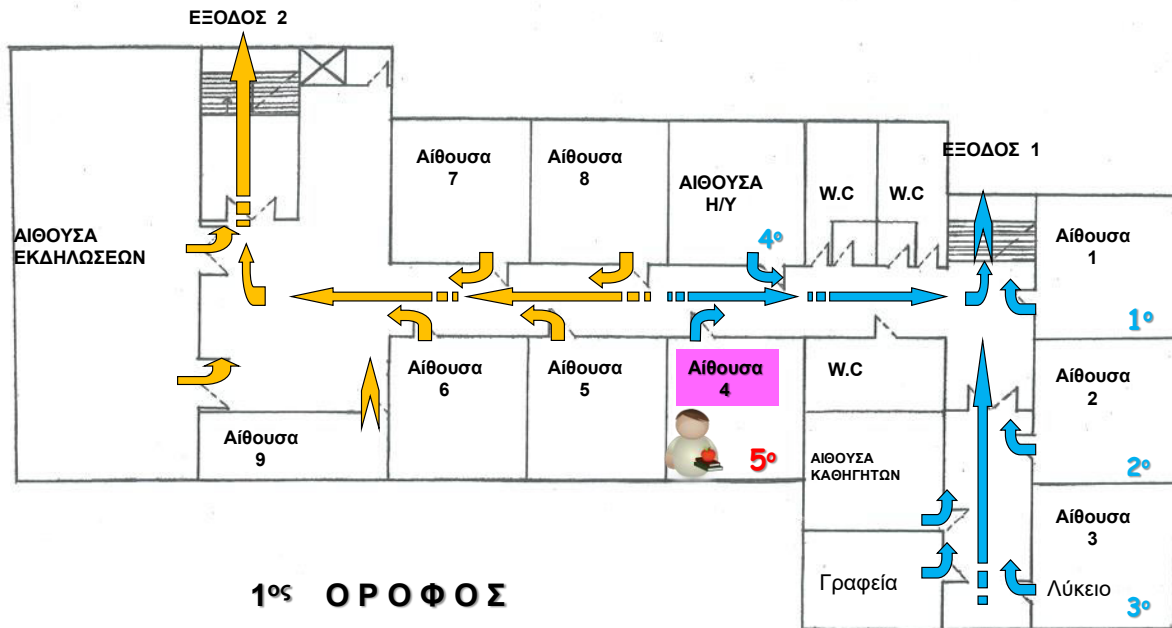 ΕΞΟΔΟΣ 2
ΕΞΟΔΟΣ 1
Αίθουσα
7
Αίθουσα
8
ΑΙΘΟΥΣΑ
Η/Υ
4ο
W.C
W.C
Αίθουσα
1
1ο
ΑΙΘΟΥΣΑ
ΕΚΔΗΛΩΣΕΩΝ
Αίθουσα
6
Αίθουσα
5
Αίθουσα
4
5ο
W.C
Αίθουσα
2
2ο
Αίθουσα
9
ΑΙΘΟΥΣΑ
ΚΑΘΗΓΗΤΩΝ
Αίθουσα
3
Γραφεία
Λύκειο
3ο
1ος ΟΡΟΦΟΣ